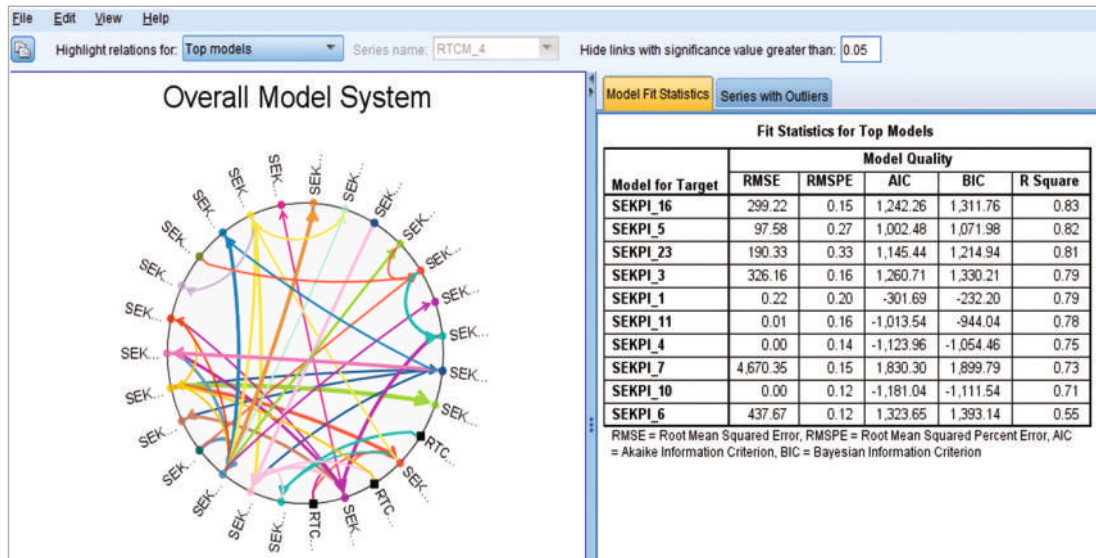 File Edit View Help
Highlight relations for: Top models Series name: RTCM_4 Hide links with significance value greater than: 0.05
Overall Model System
SEK...
SEK...
SEK...
SEK...
SEK...
SEK...
SEK...
SEK...
SEK...
SEK...
SEK...
RTC...
SEK...
RTC...
SEK...
RTC...
SEK...
SEK...
SEK...
SEK...
SEK...
SEK...
SEK...
SEK...
SEK...
SEK...
SEK...
Model Fit Statistics Series with Outliers
Fit Statistics for Top Models
Model for Target Model Quality
RMSE RMSPE AIC BIC R Square
SEKPI_16 299.22 0.15 1,242.26 1,311.76 0.83
SEKPI_5 97.58 0.27 1,002.48 1,071.98 0.82
SEKPI_23 190.33 0.33 1,145.44 1,214.94 0.81
SEKPI_3 326.16 0.16 1,260.71 1,330.21 0.79
SEKPI_1 0.22 0.20 -301.69 -232.20 0.79
SEKPI_11 0.01 0.16 -1,013.54 -944.04 0.78
SEKPI_4 0.00 0.14 -1,123.96 -1,054.46 0.75
SEKPI_7 4,670.35 0.15 1,830.30 1,899.79 0.73
SEKPI_10 0.00 0.12 -1,181.04 -1,111.54 0.71
SEKPI_6 437.67 0.12 1,323.65 1,393.14 0.55
RMSE = Root Mean Squared Error, RMSPE = Root Mean Squared Percent Error, AIC
= Akaike Information Criterion, BIC = Bayesian Information Criterion